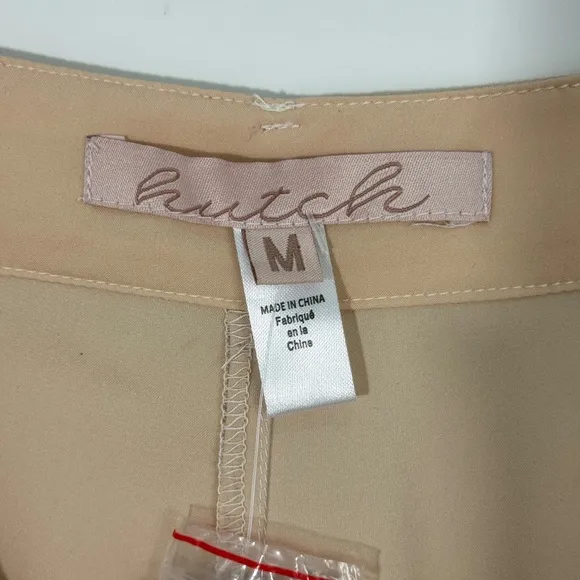 hutch
M
MADE IN CHINA
Fabriqué
en la
Chine